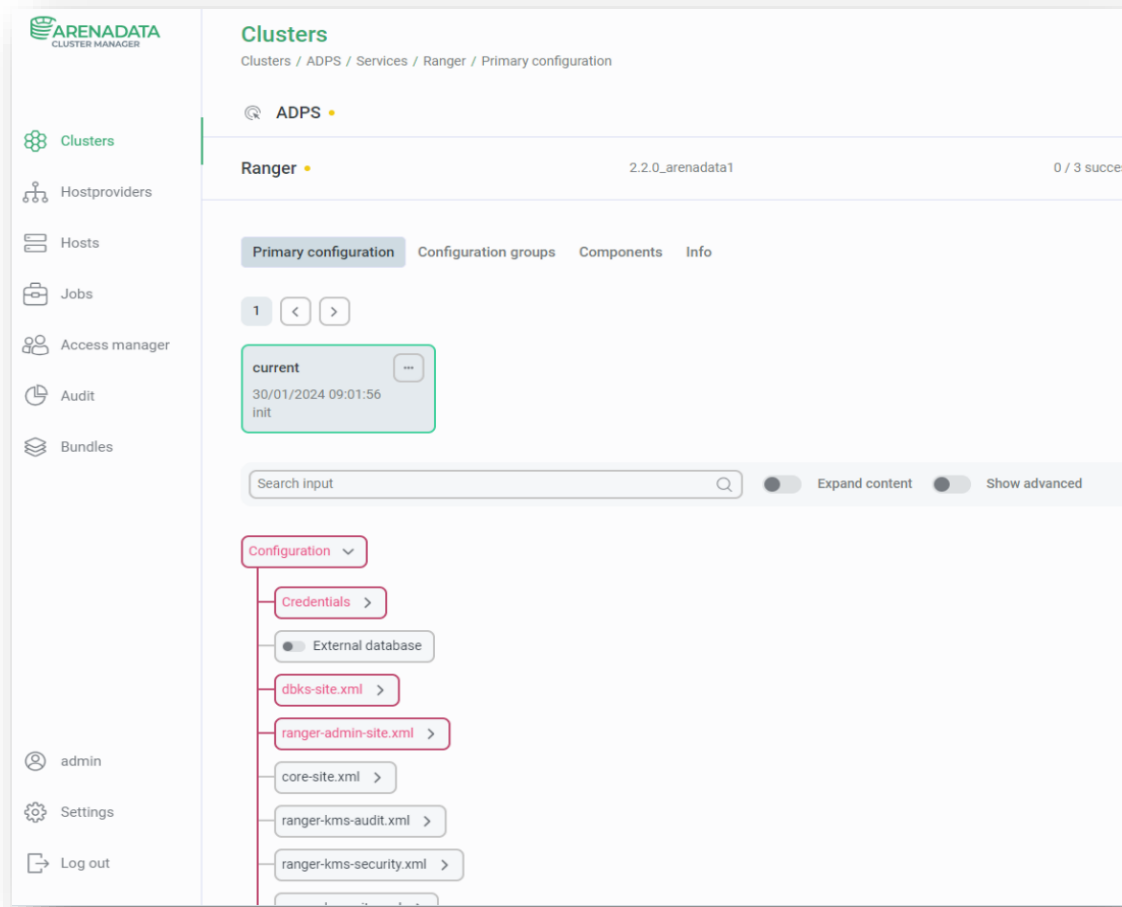 ARENADATA
CLUSTER MANAGER
Clusters
Hostproviders
Hosts
Jobs
Access manager
Audit
Bundles
admin
Settings
Log out
Clusters
Clusters / ADPS / Services / Ranger / Primary configuration
ADPS
Ranger 2.2.0_arenadata1 0 / 3 succe
Primary configuration Configuration groups Components Info
1 < >
current ...
30/01/2024 09:01:56
init
Search input Expand content Show advanced
Configuration
Credentials >
External database
dbks-site.xml >
ranger-admin-site.xml >
core-site.xml >
ranger-kms-audit.xml >
ranger-kms-security.xml >